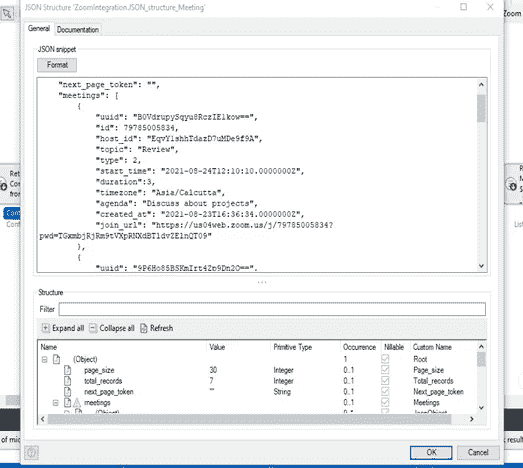 JSON Structure 'ZoomIntegration.JSON_structure_Meeting'
General Documentation
JSON snippet
Format
"next_page_token": "",
"meetings": [
{
"uuid": "B0VdrupySqyu8RczIElkow==",
"id": 79785005834,
"host_id": "EqvYlshhTdazD7uMDe9f9A",
"topic": "Review",
"type": 2,
"start_time": "2021-08-24T12:10:10.0000000Z",
"duration":3,
"timezone": "Asia/Calcutta",
"agenda": "Discuss about projects",
"created_at": "2021-08-23T16:36:34.0000000Z",
"join_url": "https://us04web.zoom.us/j/79785005834?
pwd=TGxmbjRjRm9tVXpRNXdBT1dvZElnQT09"
},
{
"uuid": "9P6Ho85BSKmIrt4Zp9Dn2O==".
Structure
Filter
Expand all Collapse all Refresh
Name Value Primitive Type Occurrence Nillable Custom Name
(Object) 1 Root
page_size 30 Integer 0..1 Page_size
total_records 7 Integer 0..1 Total_records
next_page_token "" String 0..1 Next_page_token
meetings 0..1 Meetings
(Object) 0..* JsonObject
OK Cancel